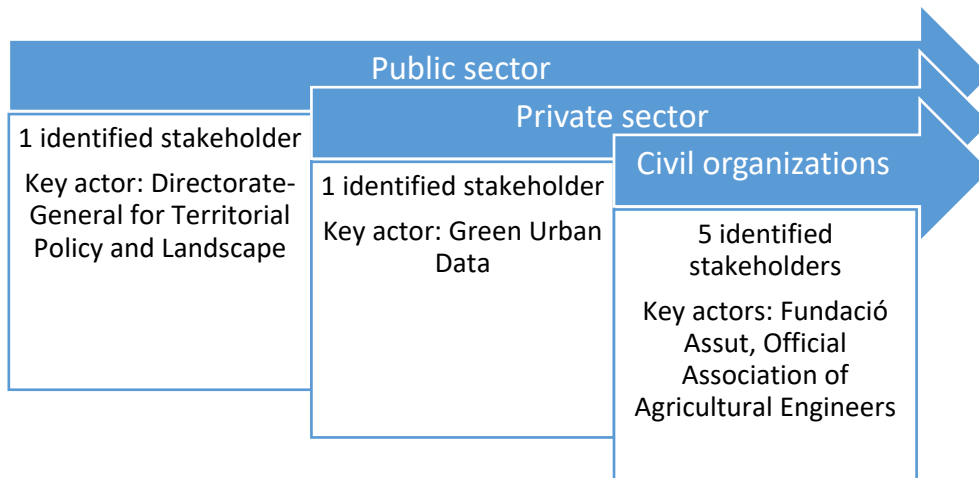 Public sector
1 identified stakeholder
Key actor: Directorate-
General for Territorial
Policy and Landscape
Private sector
1 identified stakeholder
Key actor: Green Urban
Data
Civil organizations
5 identified
stakeholders
Key actors: Fundació
Assut, Official
Association of
Agricultural Engineers